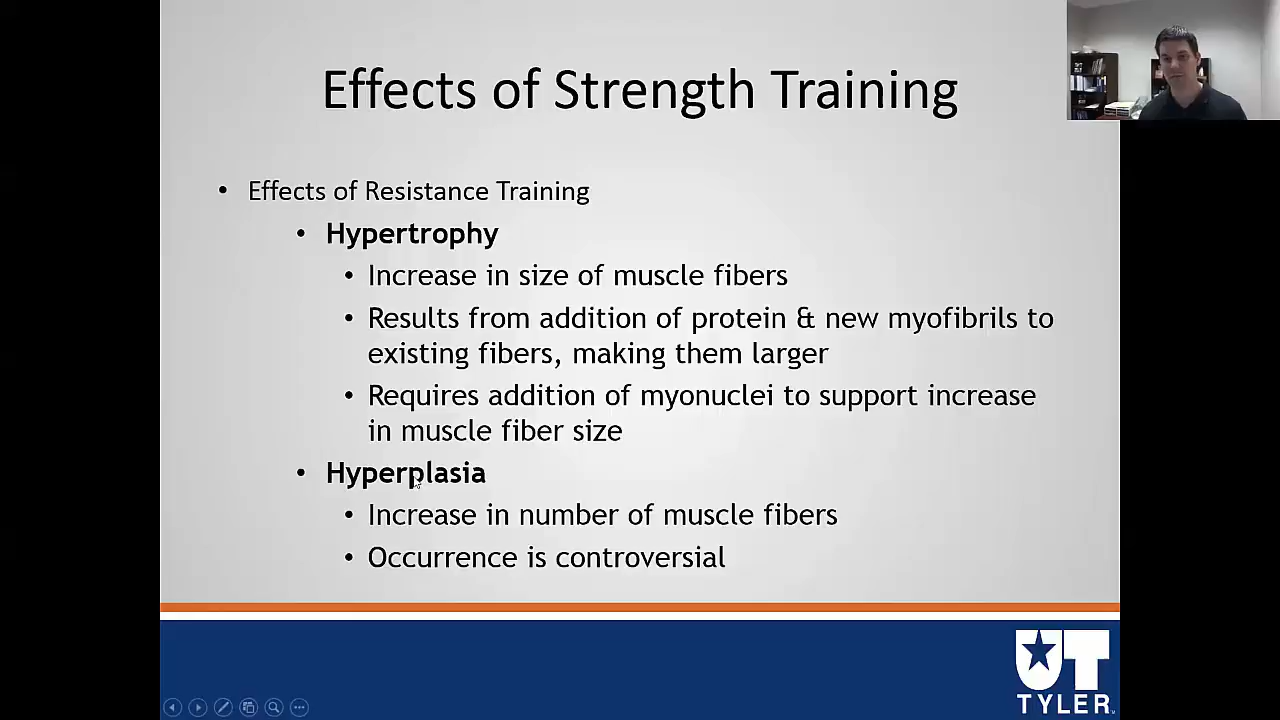 Effects of Strength Training
• Effects of Resistance Training
• Hypertrophy
• Increase in size of muscle fibers
• Results from addition of protein & new myofibrils to
existing fibers, making them larger
• Requires addition of myonuclei to support increase
in muscle fiber size
• Hyperplasia
• Increase in number of muscle fibers
• Occurrence is controversial
UT
TYLER